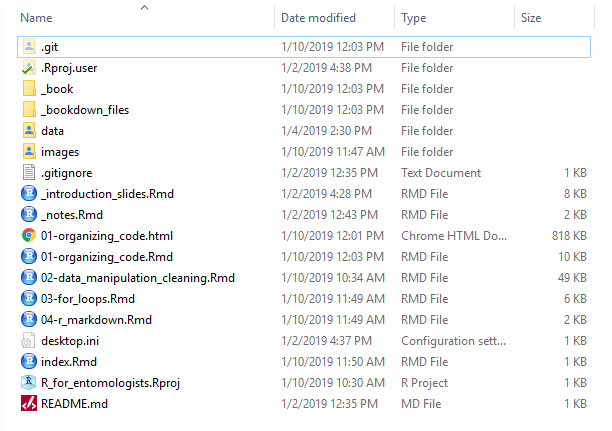 Name Date modified Type Size
.git 1/10/2019 12:03 PM File folder
.Rproj.user 1/2/2019 4:38 PM File folder
_book 1/10/2019 12:03 PM File folder
_bookdown_files 1/10/2019 12:03 PM File folder
data 1/4/2019 2:30 PM File folder
images 1/10/2019 11:47 AM File folder
.gitignore 1/2/2019 12:35 PM Text Document 1 KB
_introduction_slides.Rmd 1/2/2019 4:28 PM RMD File 8 KB
_notes.Rmd 1/2/2019 12:43 PM RMD File 2 KB
01-organizing_code.html 1/10/2019 12:01 PM Chrome HTML Do... 818 KB
01-organizing_code.Rmd 1/10/2019 12:03 PM RMD File 10 KB
02-data_manipulation_cleaning.Rmd 1/10/2019 10:34 AM RMD File 49 KB
03-for_loops.Rmd 1/10/2019 11:49 AM RMD File 6 KB
04-r_markdown.Rmd 1/10/2019 11:49 AM RMD File 2 KB
desktop.ini 1/2/2019 4:37 PM Configuration sett... 1 KB
index.Rmd 1/10/2019 11:50 AM RMD File 1 KB
R_for_entomologists.Rproj 1/10/2019 10:30 AM R Project 1 KB
README.md 1/2/2019 12:35 PM MD File 1 KB